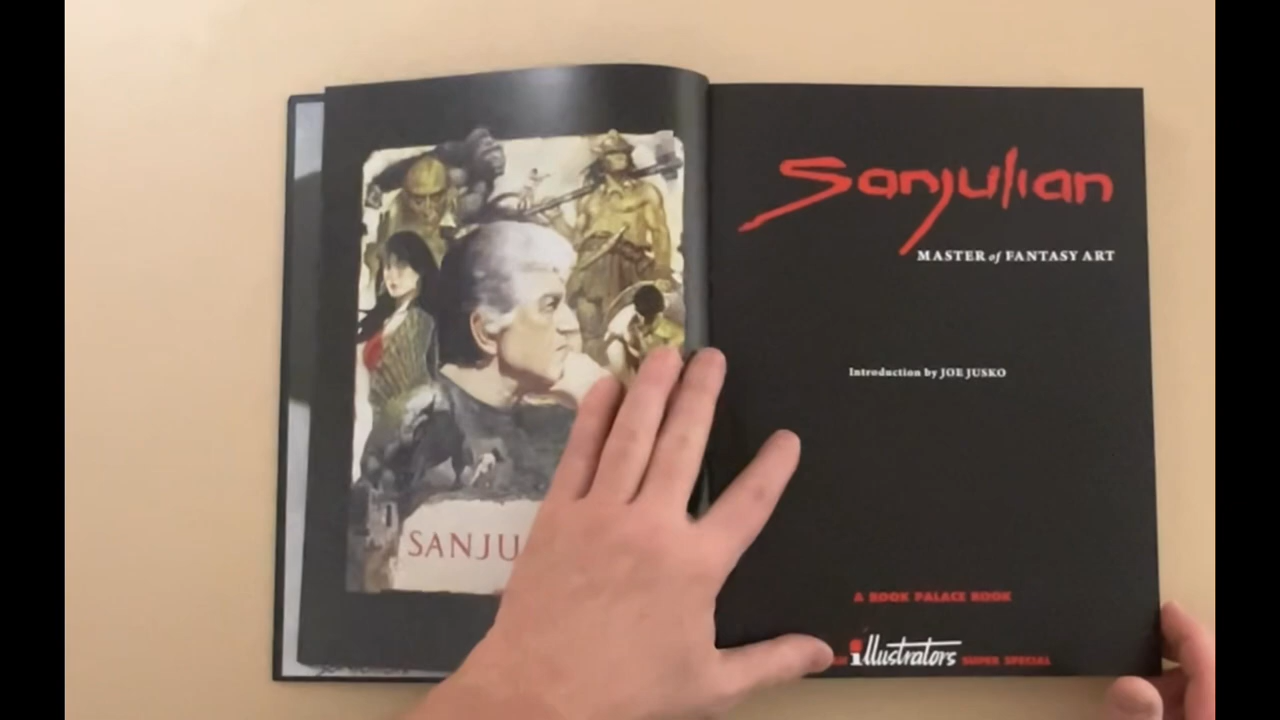 SANJU
Sanjulian
MASTER of FANTASY ART
Introduction by JOE JUSKO
A BOOK PALACE BOOK
illustrators SUPER SPECIAL